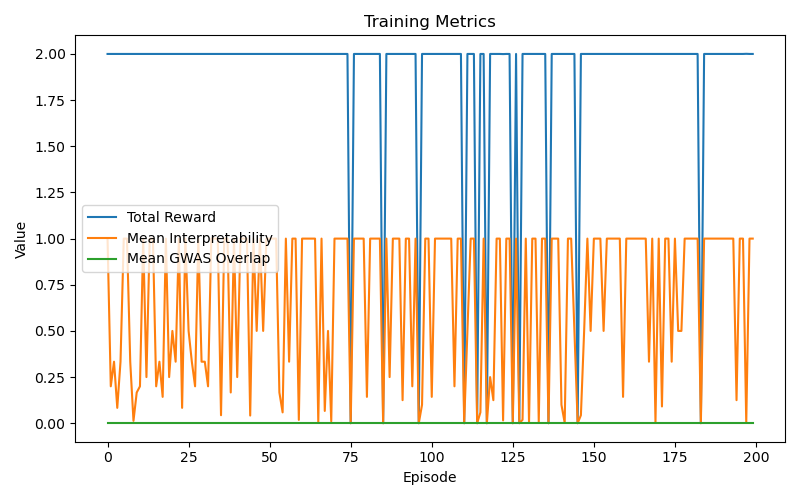 Training Metrics
2.00
1.75
1.50
1.25
1.00
0.75
0.50
0.25
0.00
Value
Total Reward
Mean Interpretability
Mean GWAS Overlap
0 25 50 75 100 125 150 175 200
Episode